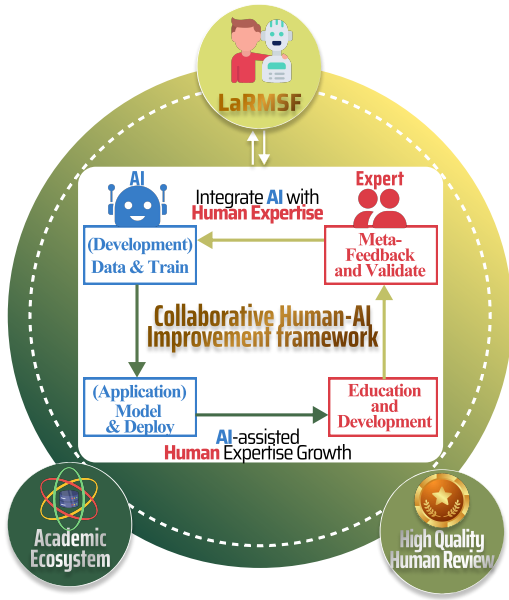 LaRMSF
AI
Expert
Integrate AI with
Human Expertise
(Development)
Data & Train
Meta-
Feedback
and Validate
Collaborative Human-AI
Improvement framework
(Application)
Model
& Deploy
Education
and
Development
AI-assisted
Human Expertise Growth
Academic
Ecosystem
High Quality
Human Review